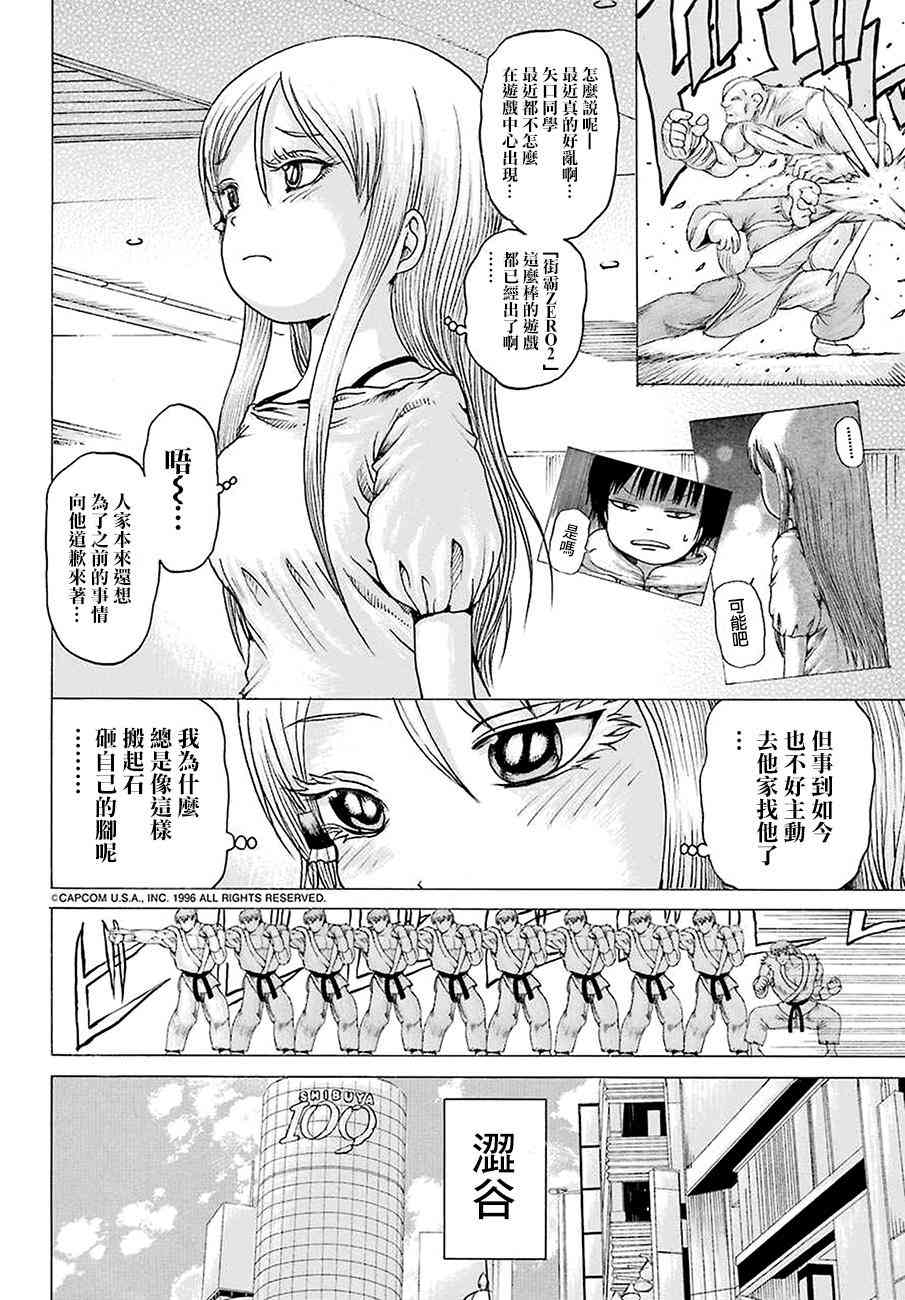 怎麼說呢—
最近真的好亂啊…
矢口同學
最近都不怎麼
在遊戲中心出現…
「街霸ZERO2」
這麼棒的遊戲
都已經出了啊
……
………
是嗎
可能吧
唔~…
人家本來還想
為了之前的事情
向他道歉來著…
但事到如今
也不好主動
去他家找他了
…
我為什麼
總是像這樣
搬起石
砸自己的腳呢
………
©CAPCOM U.S.A., INC. 1996 ALL RIGHTS RESERVED.
SHIBUYA
109
澀谷